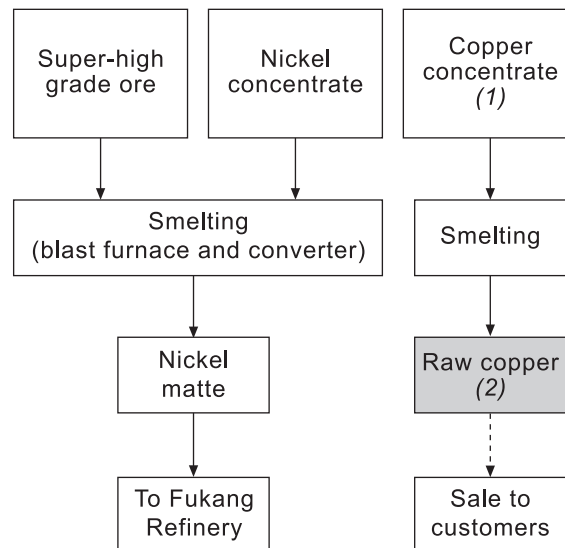 Super-high
grade ore
Nickel
concentrate
Copper
concentrate
(1)
Smelting
(blast furnace and converter)
Smelting
Nickel
matte
Raw copper
(2)
To Fukang
Refinery
Sale to
customers